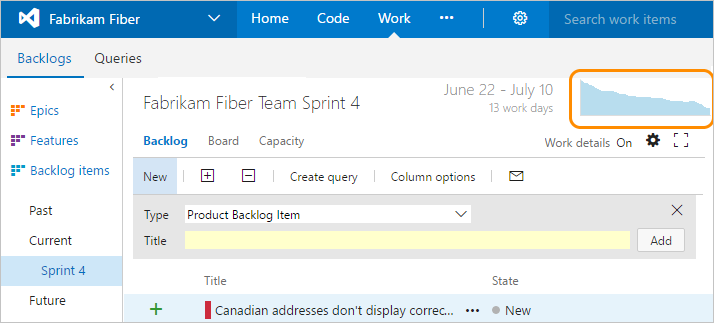 Fabrikam Fiber Home Code Work Search work items
Backlogs Queries
Epics
Features
Backlog items
Past
Current
Sprint 4
Future
Fabrikam Fiber Team Sprint 4
June 22 - July 10
13 work days
Backlog Board Capacity Work details On
New Create query Column options
Type Product Backlog Item
Title Add
Title State
Canadian addresses don't display correc... ... New